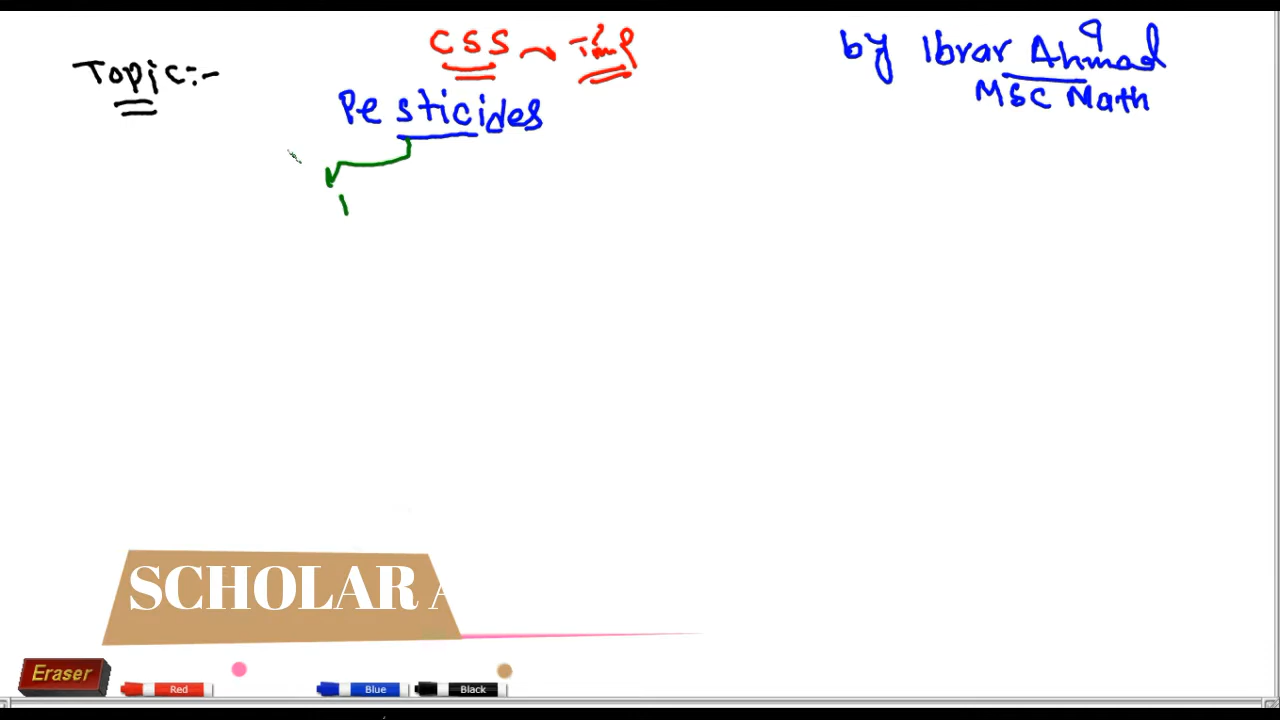 CSS → Imp
by Ibrar Ahmad
MSC Math
Topic:-
Pesticides
SCHOLAR A
Eraser
Red
Blue
Black